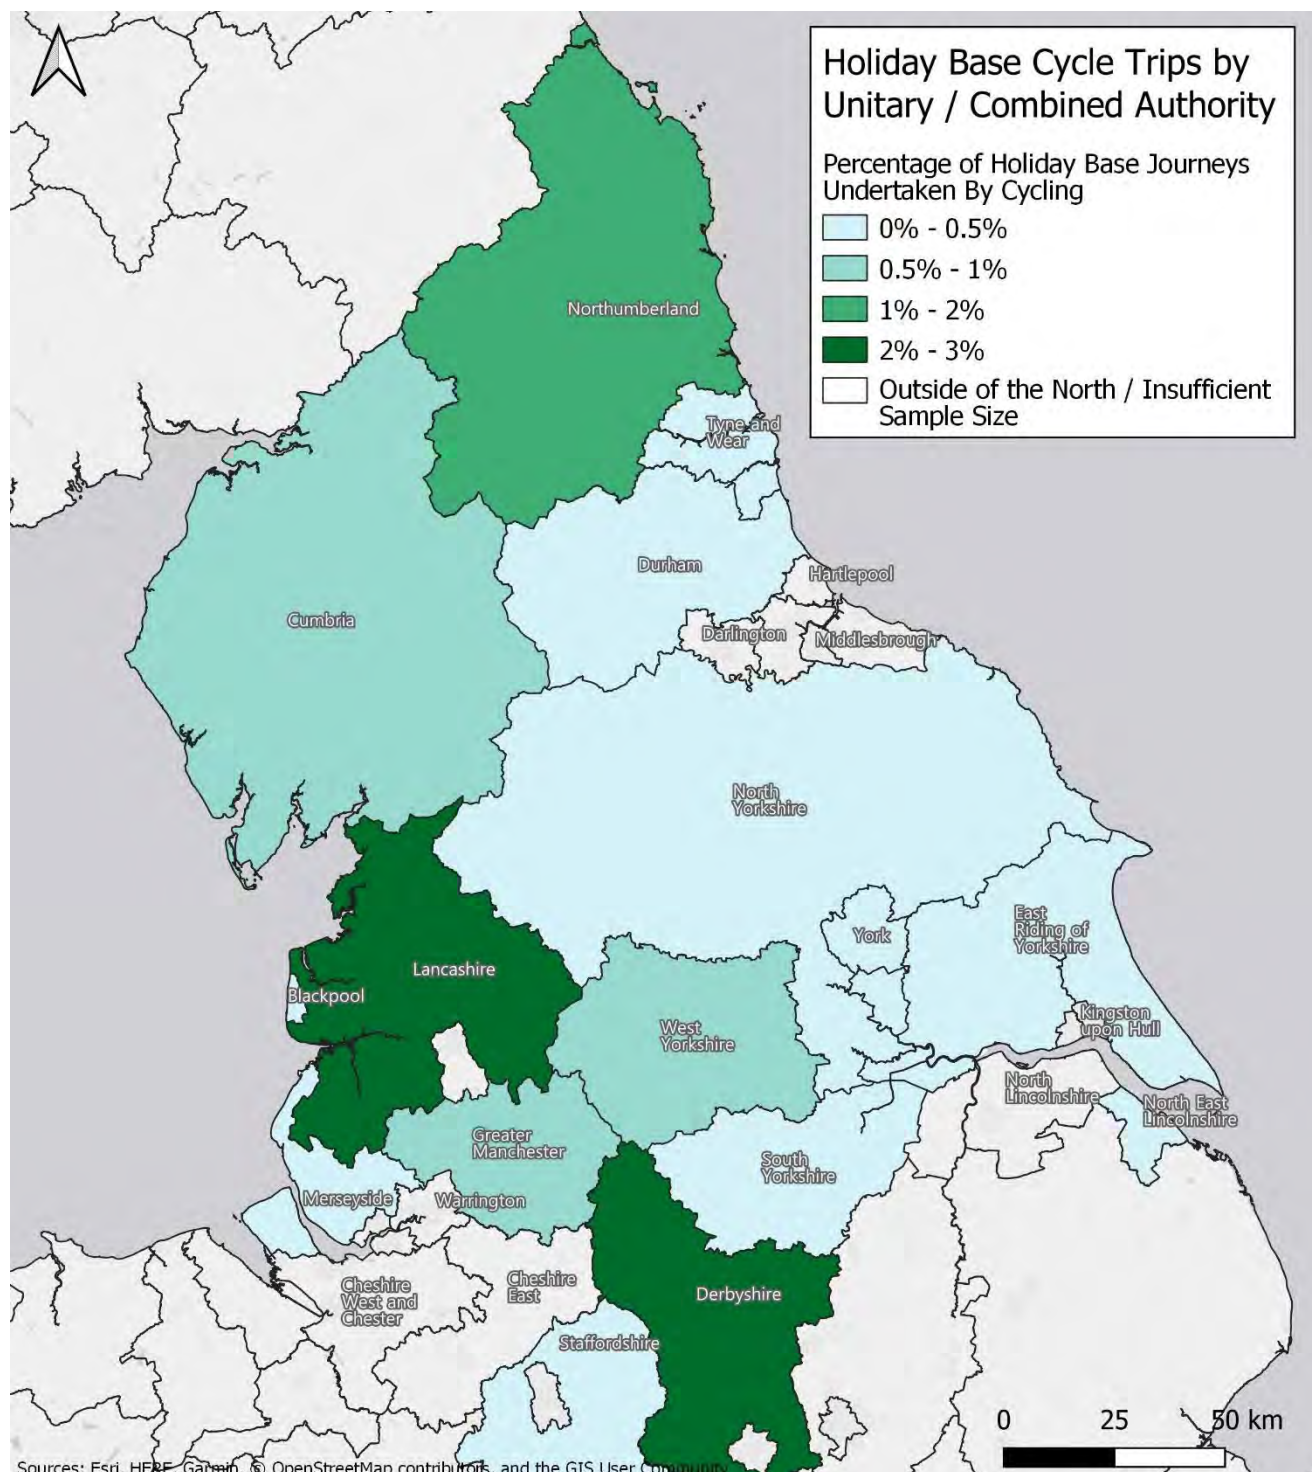 Holiday Base Cycle Trips by
Unitary / Combined Authority
Percentage of Holiday Base Journeys
Undertaken By Cycling
0% - 0.5%
0.5% - 1%
1% - 2%
2% - 3%
Outside of the North / Insufficient
Sample Size
Northumberland
Tyne and
Wear
Durham
Hartlepool
Cumbria
Darlington
Middlesbrough
North
Yorkshire
East
Riding of
Yorkshire
York
Lancashire
Blackpool
West
Yorkshire
Kingston
upon Hull
North
Lincolnshire
North East
Lincolnshire
Greater
Manchester
South
Yorkshire
Merseyside
Warrington
Cheshire
West and
Chester
Cheshire
East
Derbyshire
Staffordshire
0 25 50 km
Sources: Esri, HERE, Garmin, © OpenStreetMap contributors, and the GIS User Community